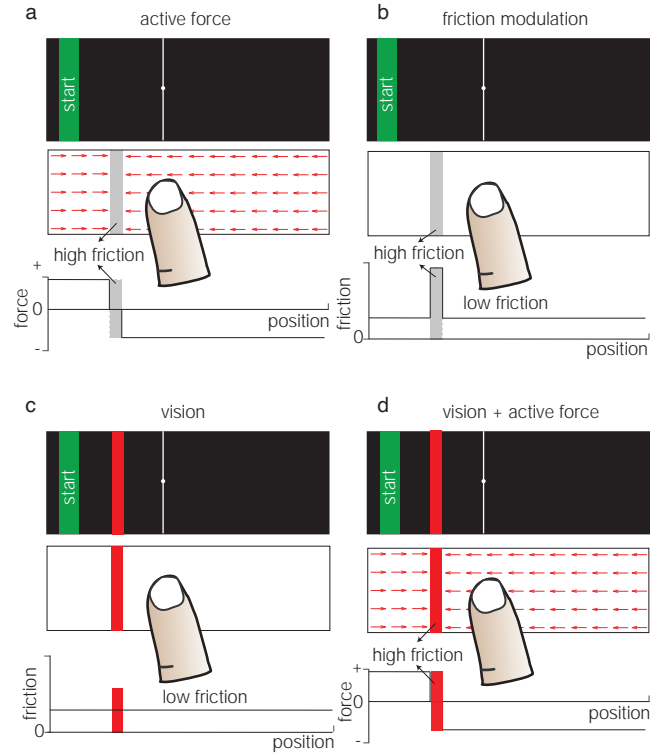 a
active force
start
high friction
+
force
0
-
position
b
friction modulation
start
high friction
friction
low friction
0
position
c
vision
start
friction
low friction
0
position
d
vision + active force
start
high friction
+
force
0
-
position